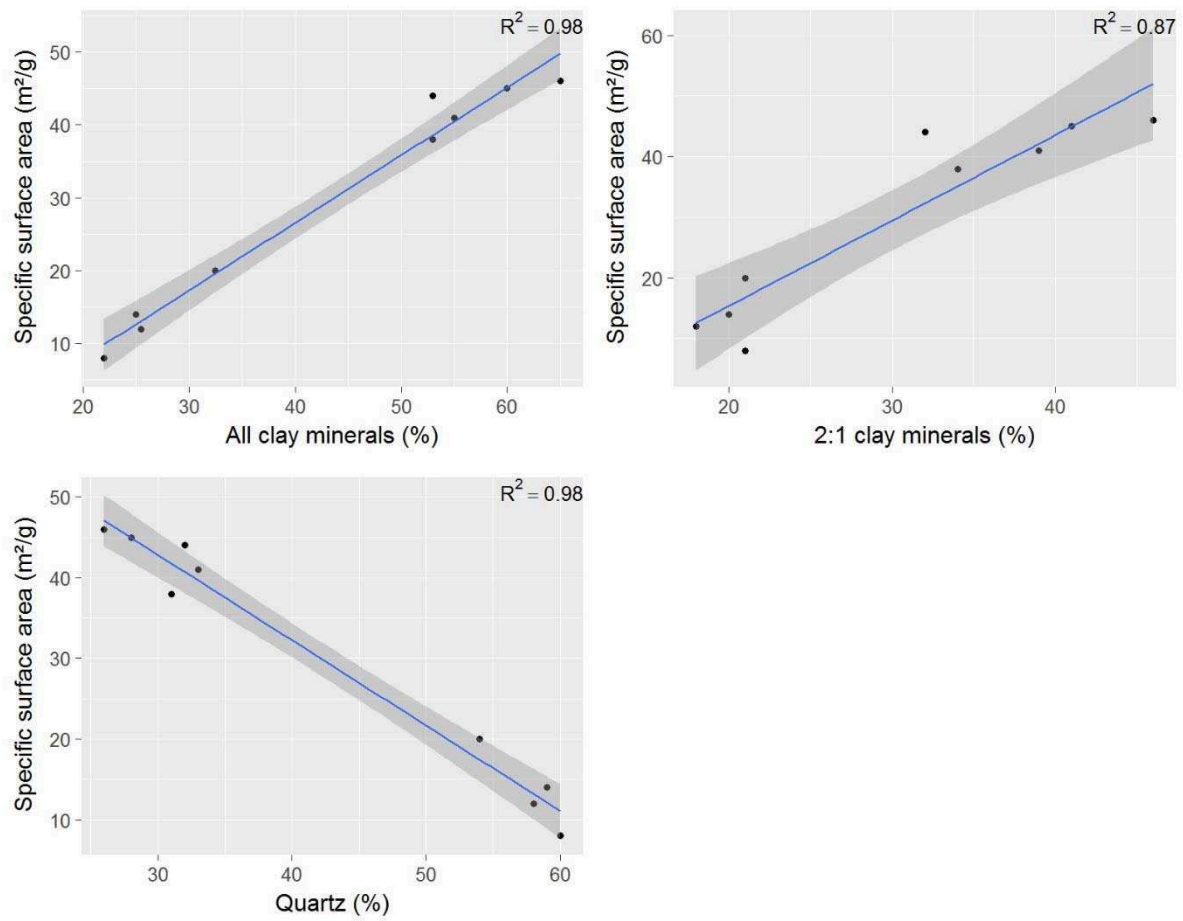 R² = 0.98
Specific surface area (m²/g)
50
40
30
20
10
20 30 40 50 60
All clay minerals (%)
R² = 0.87
Specific surface area (m²/g)
60
40
20
20 30 40
2:1 clay minerals (%)
R² = 0.98
Specific surface area (m²/g)
50
40
30
20
10
30 40 50 60
Quartz (%)